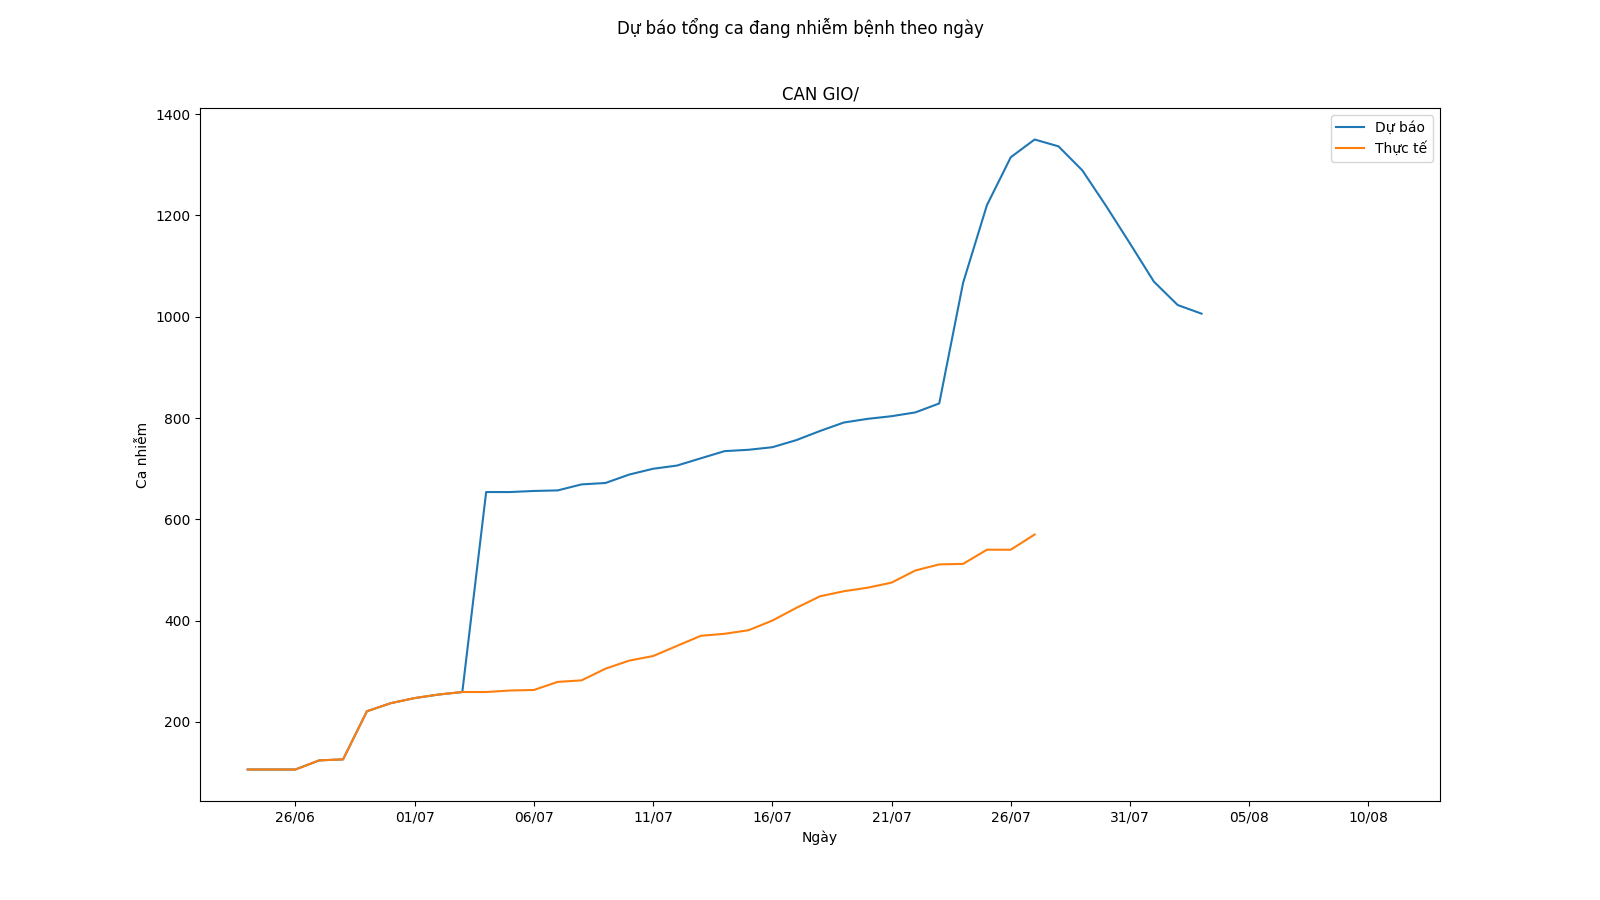 Dự báo tổng ca đang nhiễm bệnh theo ngày
CAN GIO/
Dự báo
Thực tế
1400
1200
1000
800
600
400
200
Ca nhiễm
26/06 01/07 06/07 11/07 16/07 21/07 26/07 31/07 05/08 10/08
Ngày